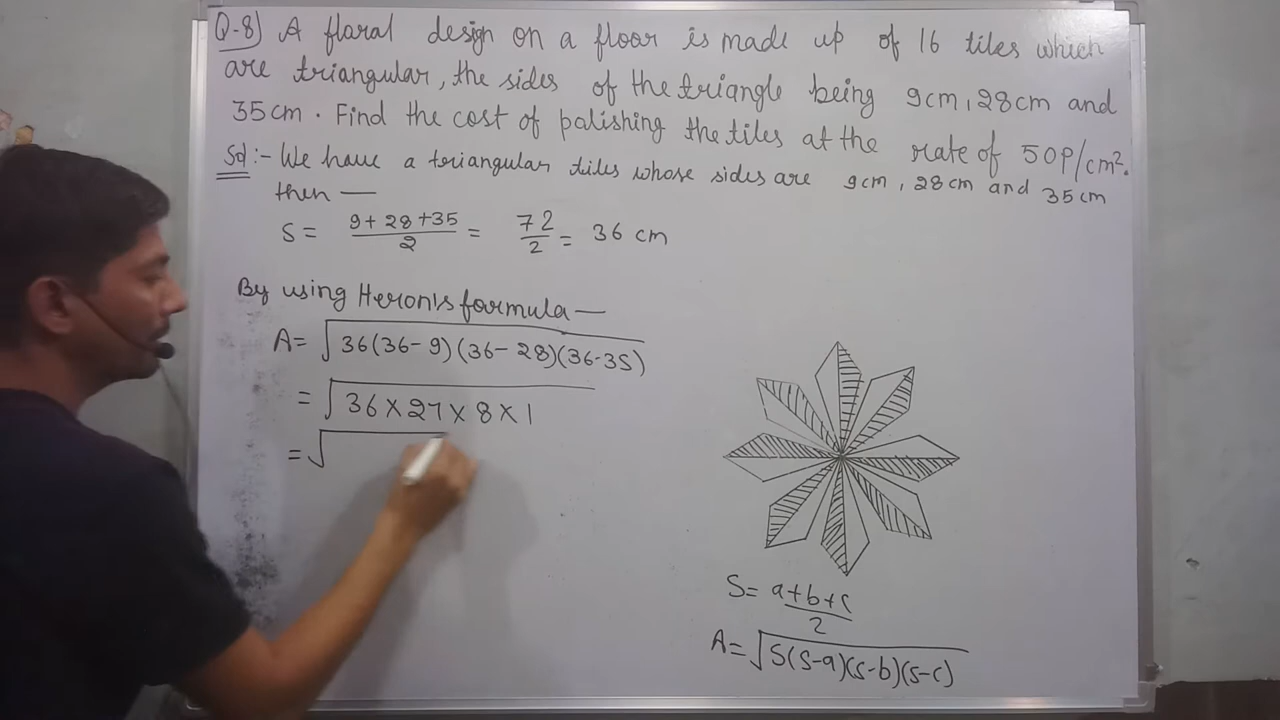 Q-8) A floral design on a floor is made up of 16 tiles which
are triangular, the sides of the triangle being 9cm, 28cm and
35cm. Find the cost of polishing the tiles at the rate of 50P/cm².
Sol:- We have a triangular tiles whose sides are 9cm, 28cm and 35cm
then —
S = 9+28+35/2 = 72/2 = 36 cm
By using Heron's formula —
A = √36(36-9)(36-28)(36-35)
= √36×27×8×1
= √
S = a+b+c/2
A = √S(S-a)(s-b)(s-c)